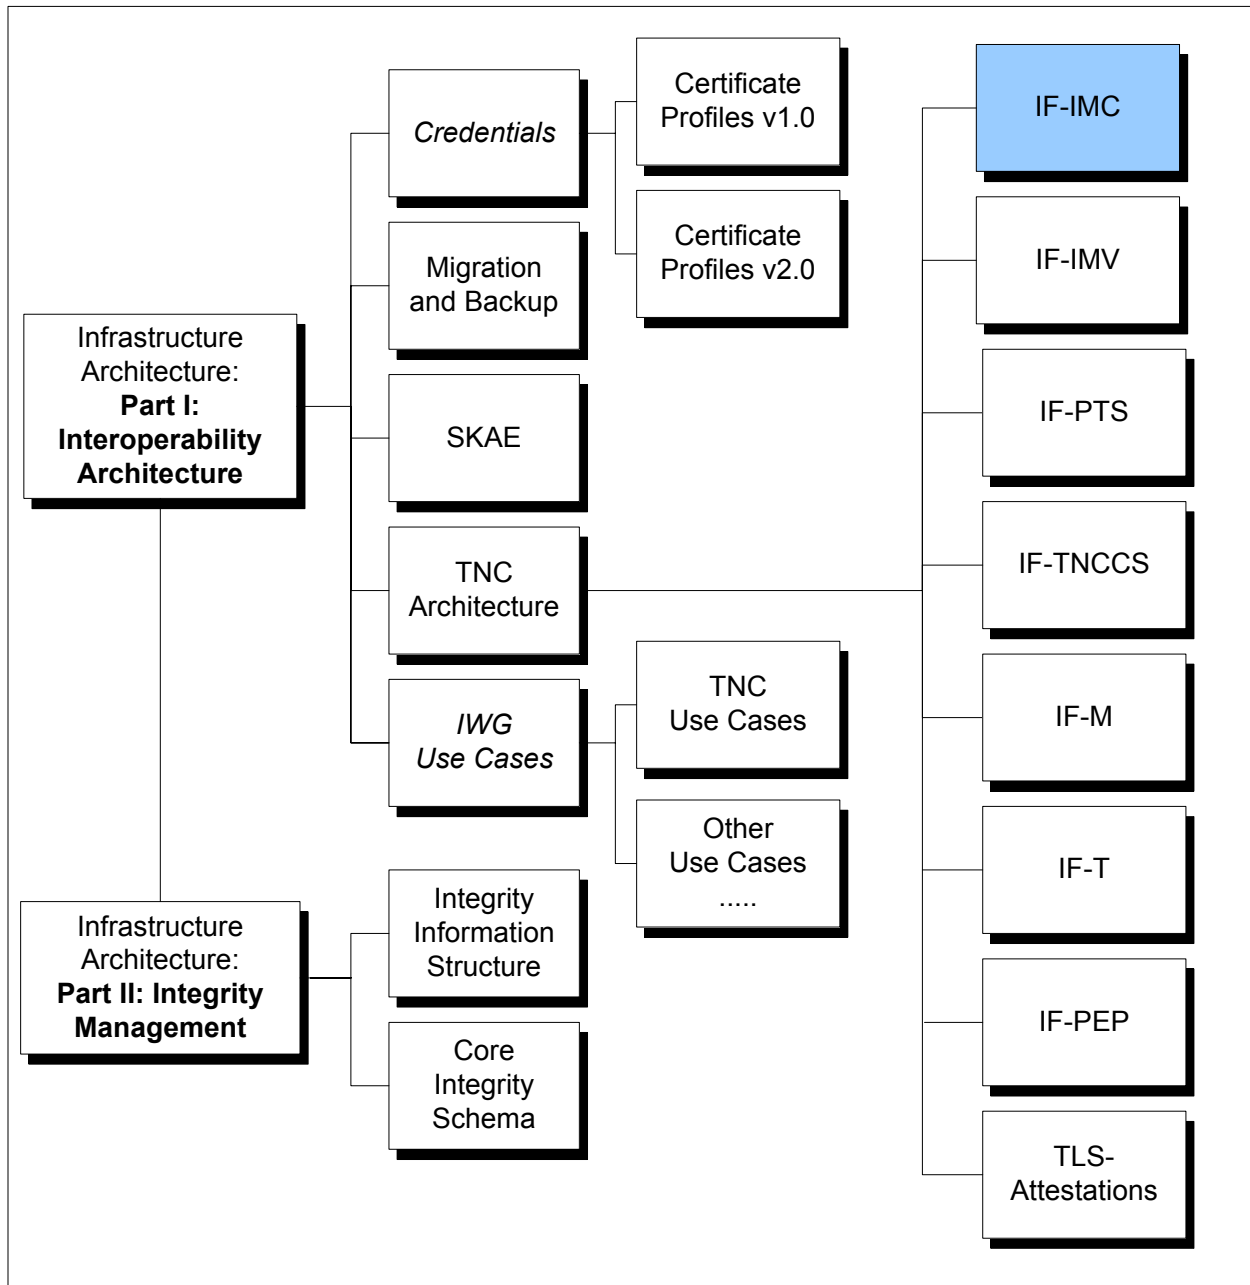 Infrastructure
Architecture:
Part I:
Interoperability
Architecture
Infrastructure
Architecture:
Part II: Integrity
Management
Credentials
Migration
and Backup
SKAE
TNC
Architecture
IWG
Use Cases
Integrity
Information
Structure
Core
Integrity
Schema
Certificate
Profiles v1.0
Certificate
Profiles v2.0
TNC
Use Cases
Other
Use Cases
.....
IF-IMC
IF-IMV
IF-PTS
IF-TNCCS
IF-M
IF-T
IF-PEP
TLS-
Attestations